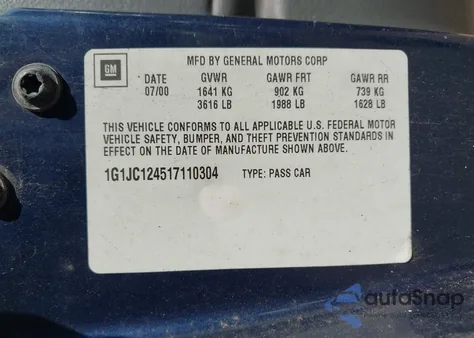 MFD BY GENERAL MOTORS CORP
GM
DATE GVWR GAWR FRT GAWR RR
07/00 1641 KG 902 KG 739 KG
3616 LB 1988 LB 1628 LB
THIS VEHICLE CONFORMS TO ALL APPLICABLE U.S. FEDERAL MOTOR
VEHICLE SAFETY, BUMPER, AND THEFT PREVENTION STANDARDS IN
EFFECT ON THE DATE OF MANUFACTURE SHOWN ABOVE.
1G1JC124517110304 TYPE: PASS CAR
autoSnap